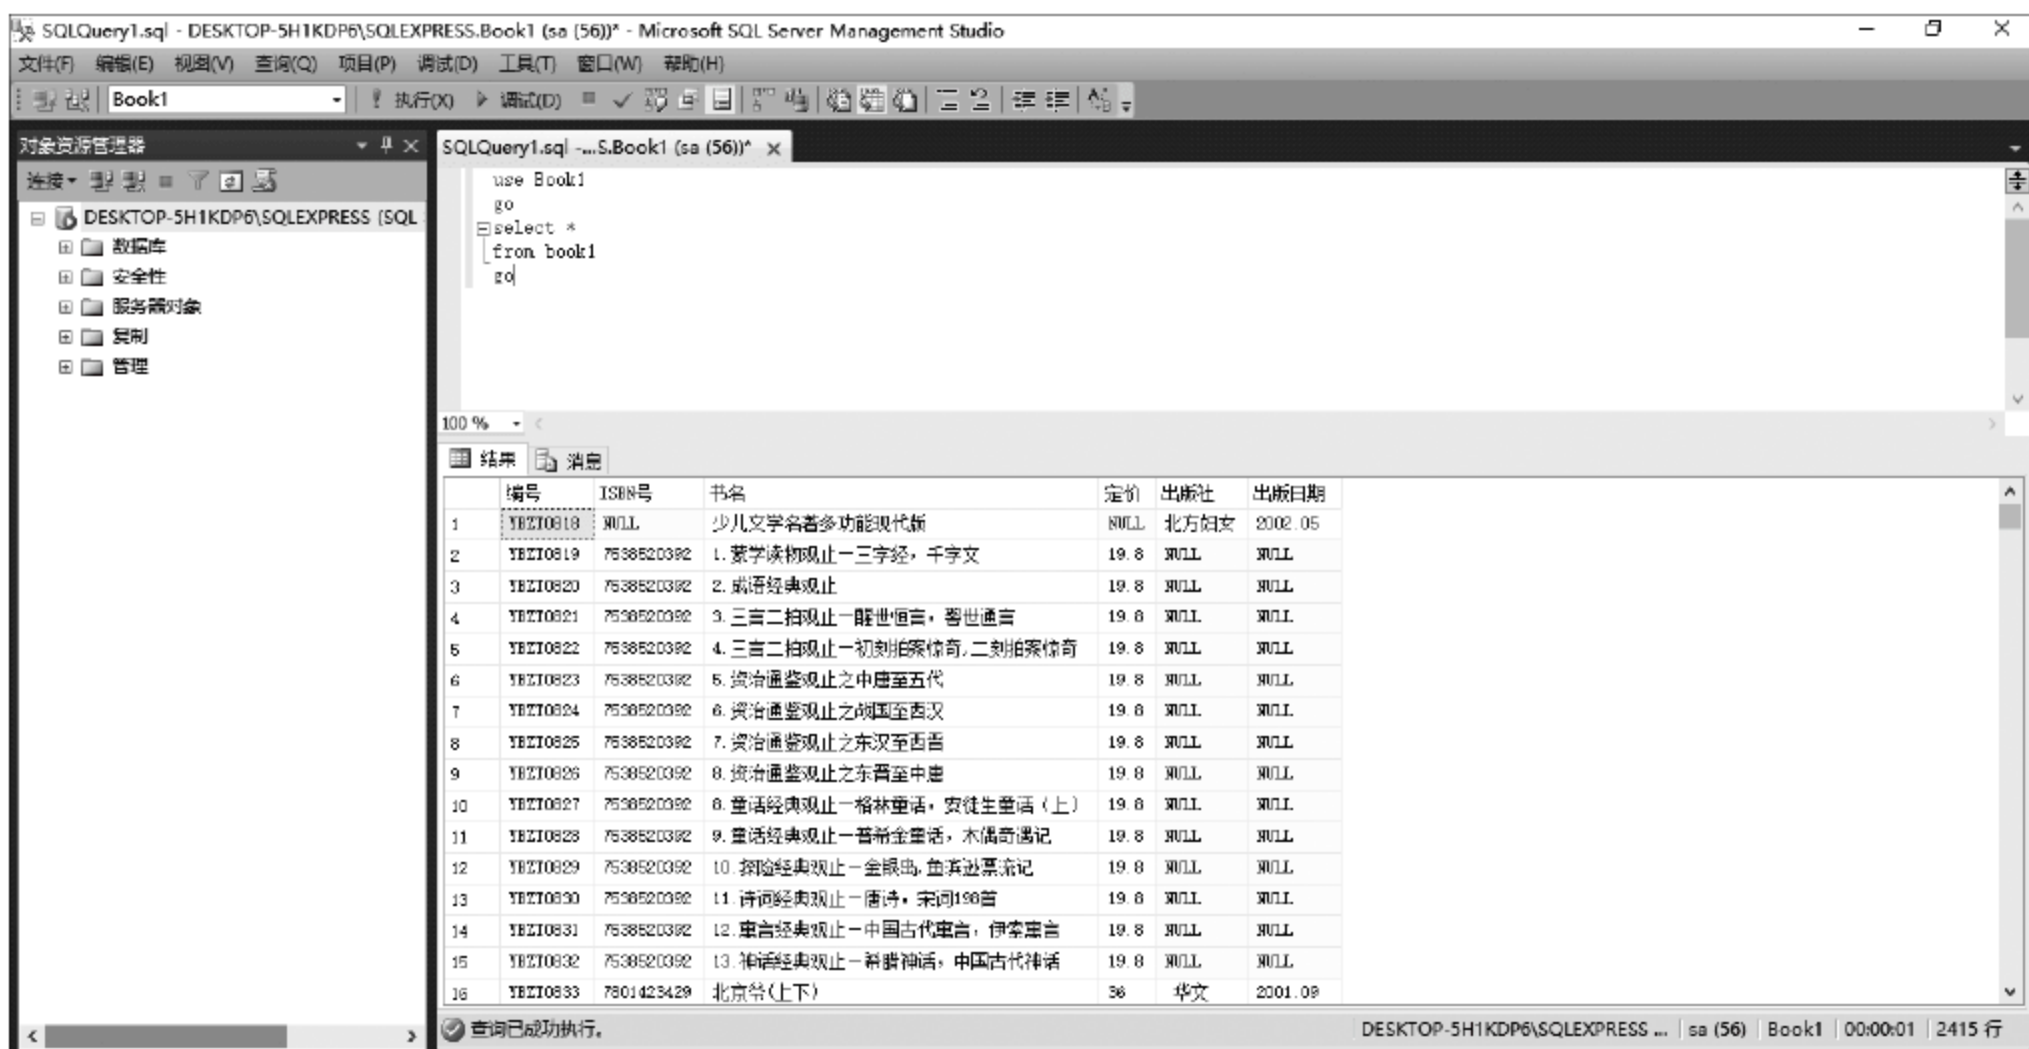 SQLQuery1.sql - DESKTOP-5H1KDP6\SQLEXPRESS.Book1 (sa (56))* - Microsoft SQL Server Management Studio
文件(F) 编辑(E) 视图(V) 查询(Q) 项目(P) 调试(D) 工具(T) 窗口(W) 帮助(H)
Book1 执行(X) 调试(D)
对象资源管理器
连接
DESKTOP-5H1KDP6\SQLEXPRESS (SQL
数据库
安全性
服务器对象
复制
管理
SQLQuery1.sql -...S.Book1 (sa (56))*
use Book1
go
select *
from book1
go
100 %
结果 消息
编号 ISBN号 书名 定价 出版社 出版日期
1 YBZT0818 NULL 少儿文学名著多功能现代版 NULL 北方妇女 2002.05
2 YBZT0819 7538520392 1.蒙学读物观止－三字经，千字文 19.8 NULL NULL
3 YBZT0820 7538520392 2.成语经典观止 19.8 NULL NULL
4 YBZT0821 7538520392 3.三言二拍观止－醒世恒言，警世通言 19.8 NULL NULL
5 YBZT0822 7538520392 4.三言二拍观止－初刻拍案惊奇,二刻拍案惊奇 19.8 NULL NULL
6 YBZT0823 7538520392 5.资治通鉴观止之中唐至五代 19.8 NULL NULL
7 YBZT0824 7538520392 6.资治通鉴观止之战国至西汉 19.8 NULL NULL
8 YBZT0825 7538520392 7.资治通鉴观止之东汉至西晋 19.8 NULL NULL
9 YBZT0826 7538520392 8.资治通鉴观止之东晋至中唐 19.8 NULL NULL
10 YBZT0827 7538520392 8.童话经典观止－格林童话，安徒生童话（上） 19.8 NULL NULL
11 YBZT0828 7538520392 9.童话经典观止－普希金童话，木偶奇遇记 19.8 NULL NULL
12 YBZT0829 7538520392 10.探险经典观止－金银岛,鱼滨逊票流记 19.8 NULL NULL
13 YBZT0830 7538520392 11.诗词经典观止－唐诗，宋词198首 19.8 NULL NULL
14 YBZT0831 7538520392 12.寓言经典观止－中国古代寓言，伊索寓言 19.8 NULL NULL
15 YBZT0832 7538520392 13.神话经典观止－希腊神话，中国古代神话 19.8 NULL NULL
16 YBZT0833 7801423429 北京爷(上下) 36 华文 2001.09
查询已成功执行。 DESKTOP-5H1KDP6\SQLEXPRESS ... sa (56) Book1 00:00:01 2415 行